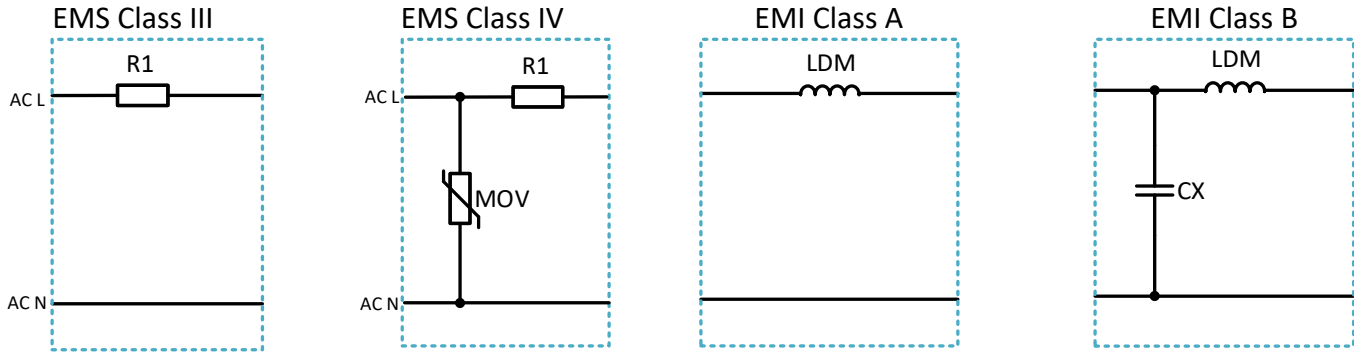 EMS Class III
EMS Class IV
EMI Class A
EMI Class B
R1
R1
LDM
LDM
AC L
AC L
MOV
CX
AC N
AC N